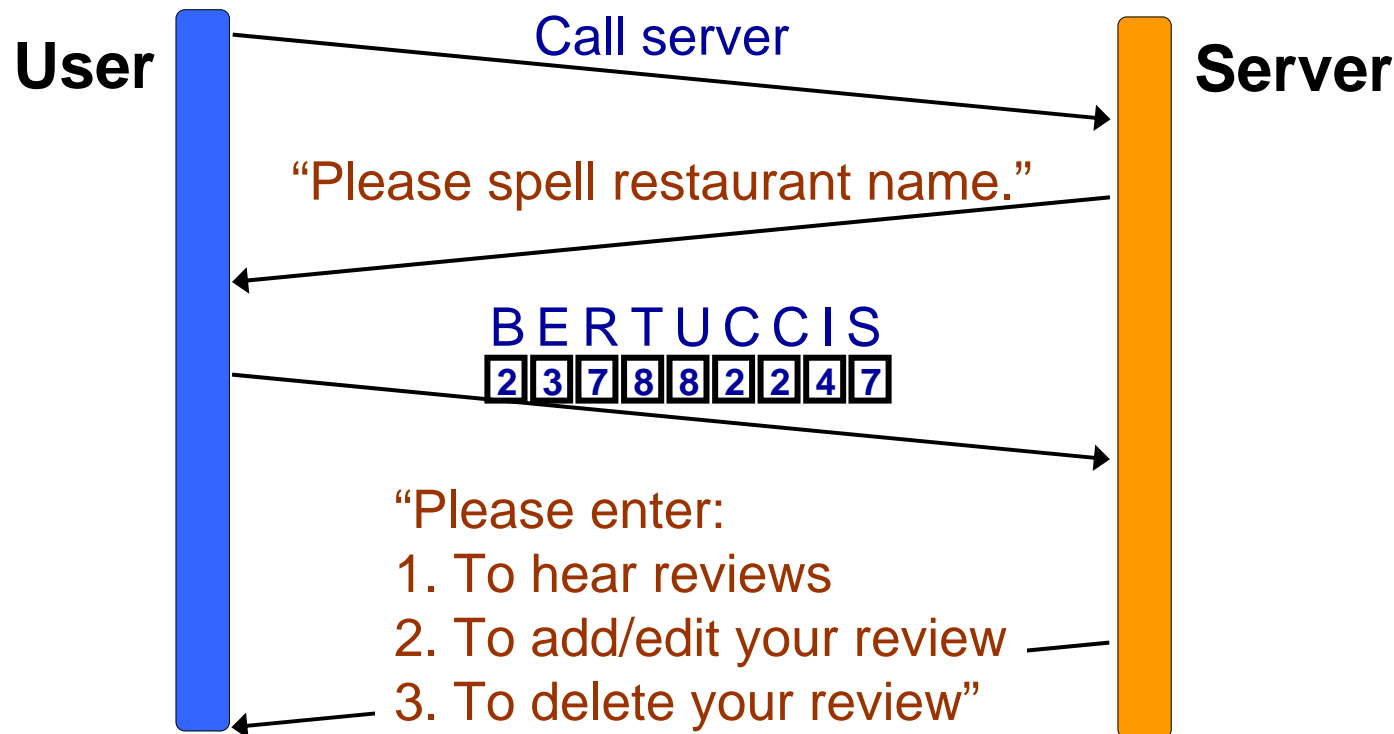 User
Call server
Server
“Please spell restaurant name.”
B E R T U C C I S
2 3 7 8 8 2 2 4 7
“Please enter:
1. To hear reviews
2. To add/edit your review
3. To delete your review”